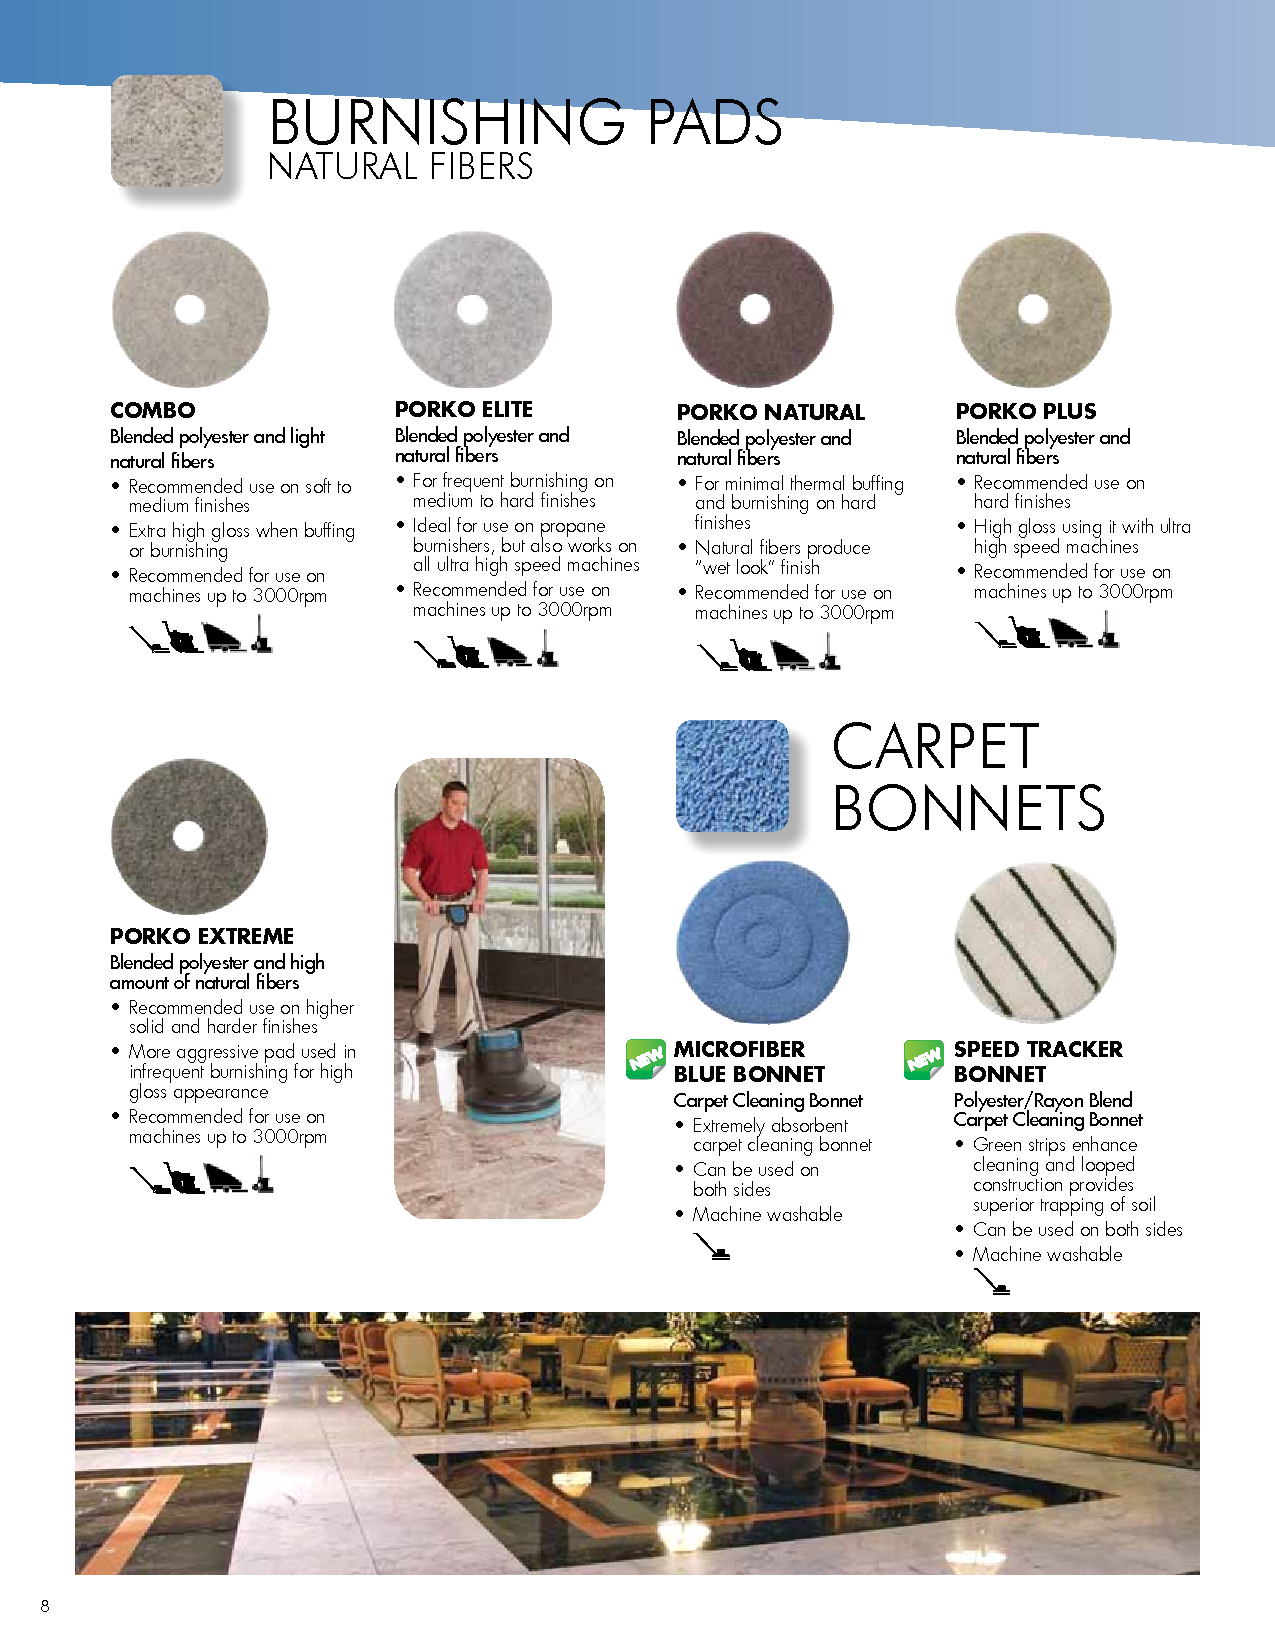 BURNISHING PADS
NATURAL FIBERS
COMBO
Blended polyester and light
natural fibers
• Recommended use on soft to
medium finishes
• Extra high gloss when buffing
or burnishing
• Recommended for use on
machines up to 3000rpm
PORKO ELITE
Blended polyester and
natural fibers
• For frequent burnishing on
medium to hard finishes
• Ideal for use on propane
burnishers, but also works on
all ultra high speed machines
• Recommended for use on
machines up to 3000rpm
PORKO NATURAL
Blended polyester and
natural fibers
• For minimal thermal buffing
and burnishing on hard
finishes
• Natural fibers produce
“wet look” finish
• Recommended for use on
machines up to 3000rpm
PORKO PLUS
Blended polyester and
natural fibers
• Recommended use on
hard finishes
• High gloss using it with ultra
high speed machines
• Recommended for use on
machines up to 3000rpm
PORKO EXTREME
Blended polyester and high
amount of natural fibers
• Recommended use on higher
solid and harder finishes
• More aggressive pad used in
infrequent burnishing for high
gloss appearance
• Recommended for use on
machines up to 3000rpm
CARPET
BONNETS
NEW
MICROFIBER
BLUE BONNET
Carpet Cleaning Bonnet
• Extremely absorbent
carpet cleaning bonnet
• Can be used on
both sides
• Machine washable
NEW
SPEED TRACKER
BONNET
Polyester/Rayon Blend
Carpet Cleaning Bonnet
• Green strips enhance
cleaning and looped
construction provides
superior trapping of soil
• Can be used on both sides
• Machine washable
8